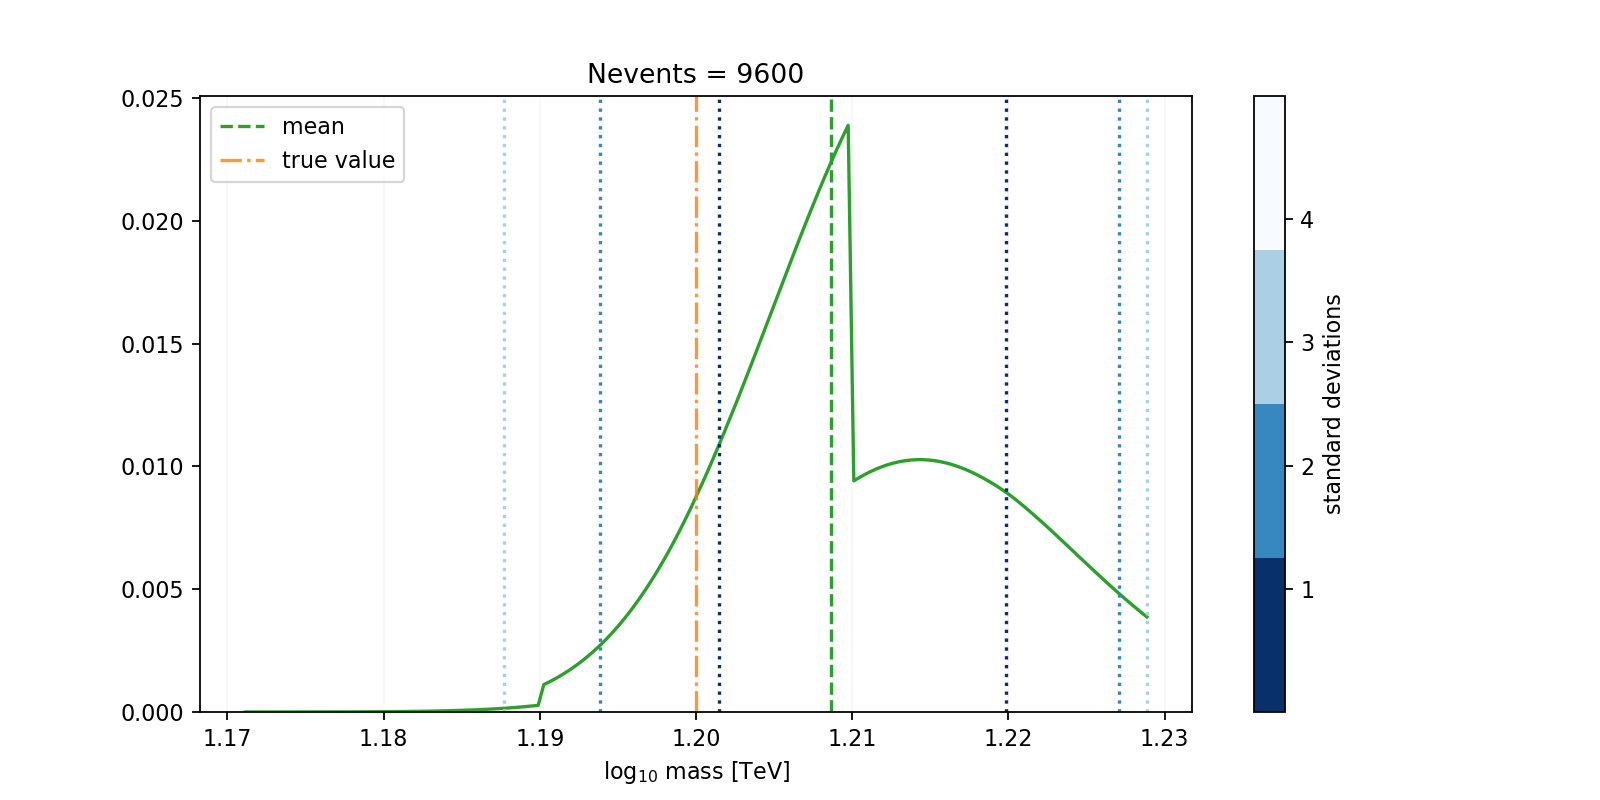 Nevents = 9600
mean
true value
0.025
0.020
0.015
0.010
0.005
0.000
1.17 1.18 1.19 1.20 1.21 1.22 1.23
log₁₀ mass [TeV]
4
3
2
1
standard deviations